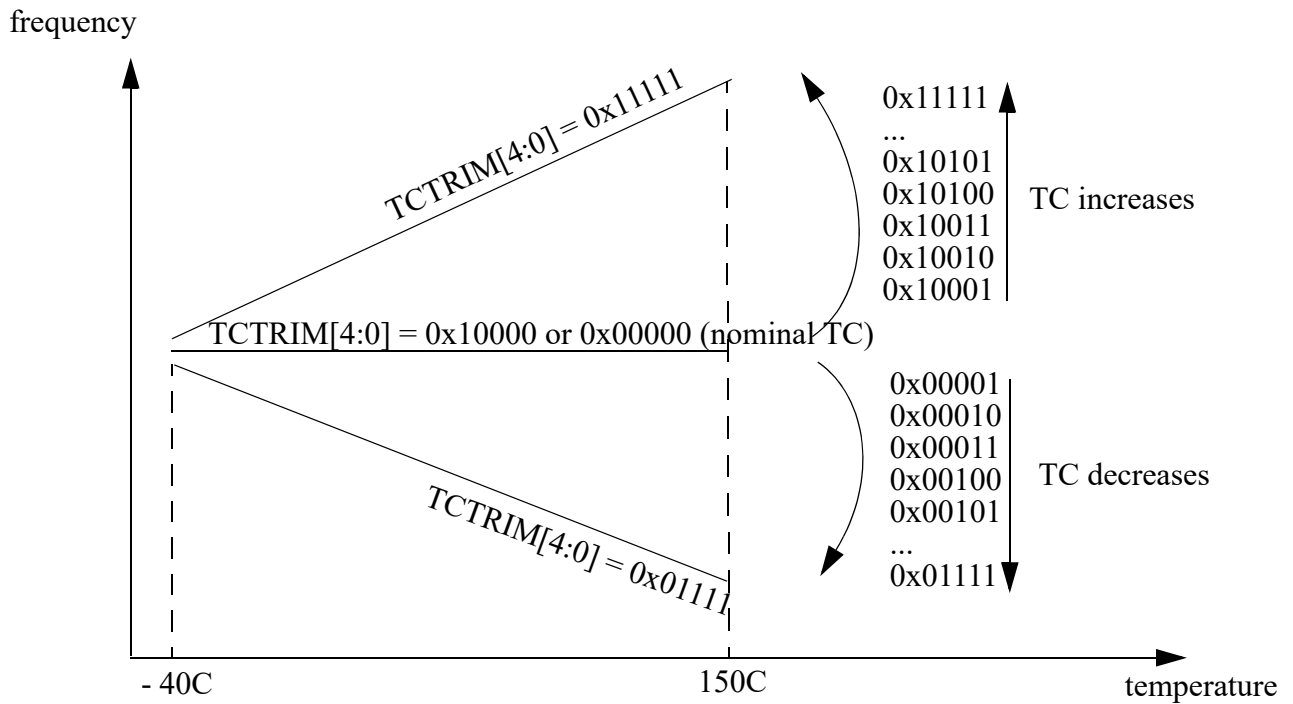 frequency
TCTRIM[4:0] = 0x11111
0x11111
...
0x10101
0x10100
0x10011
0x10010
0x10001
TC increases
TCTRIM[4:0] = 0x10000 or 0x00000 (nominal TC)
0x00001
0x00010
0x00011
0x00100
0x00101
...
0x01111
TC decreases
TCTRIM[4:0] = 0x01111
- 40C
150C
temperature